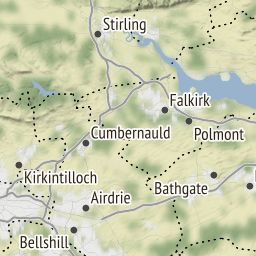 Stirling
Falkirk
Polmont
Cumbernauld
Kirkintilloch
Bathgate
Airdrie
Bellshill